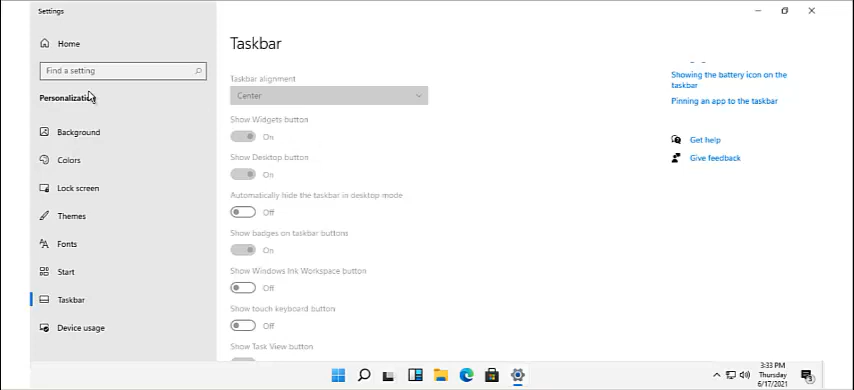 Settings
Home
Find a setting
Personalization
Background
Colors
Lock screen
Themes
Fonts
Start
Taskbar
Device usage
Taskbar
Taskbar alignment
Center
Show Widgets button
On
Show Desktop button
On
Automatically hide the taskbar in desktop mode
Off
Show badges on taskbar buttons
On
Show Windows Ink Workspace button
Off
Show touch keyboard button
Off
Show Task View button
Showing the battery icon on the
taskbar
Pinning an app to the taskbar
Get help
Give feedback
3:33 PM
Thursday
6/17/2021
3